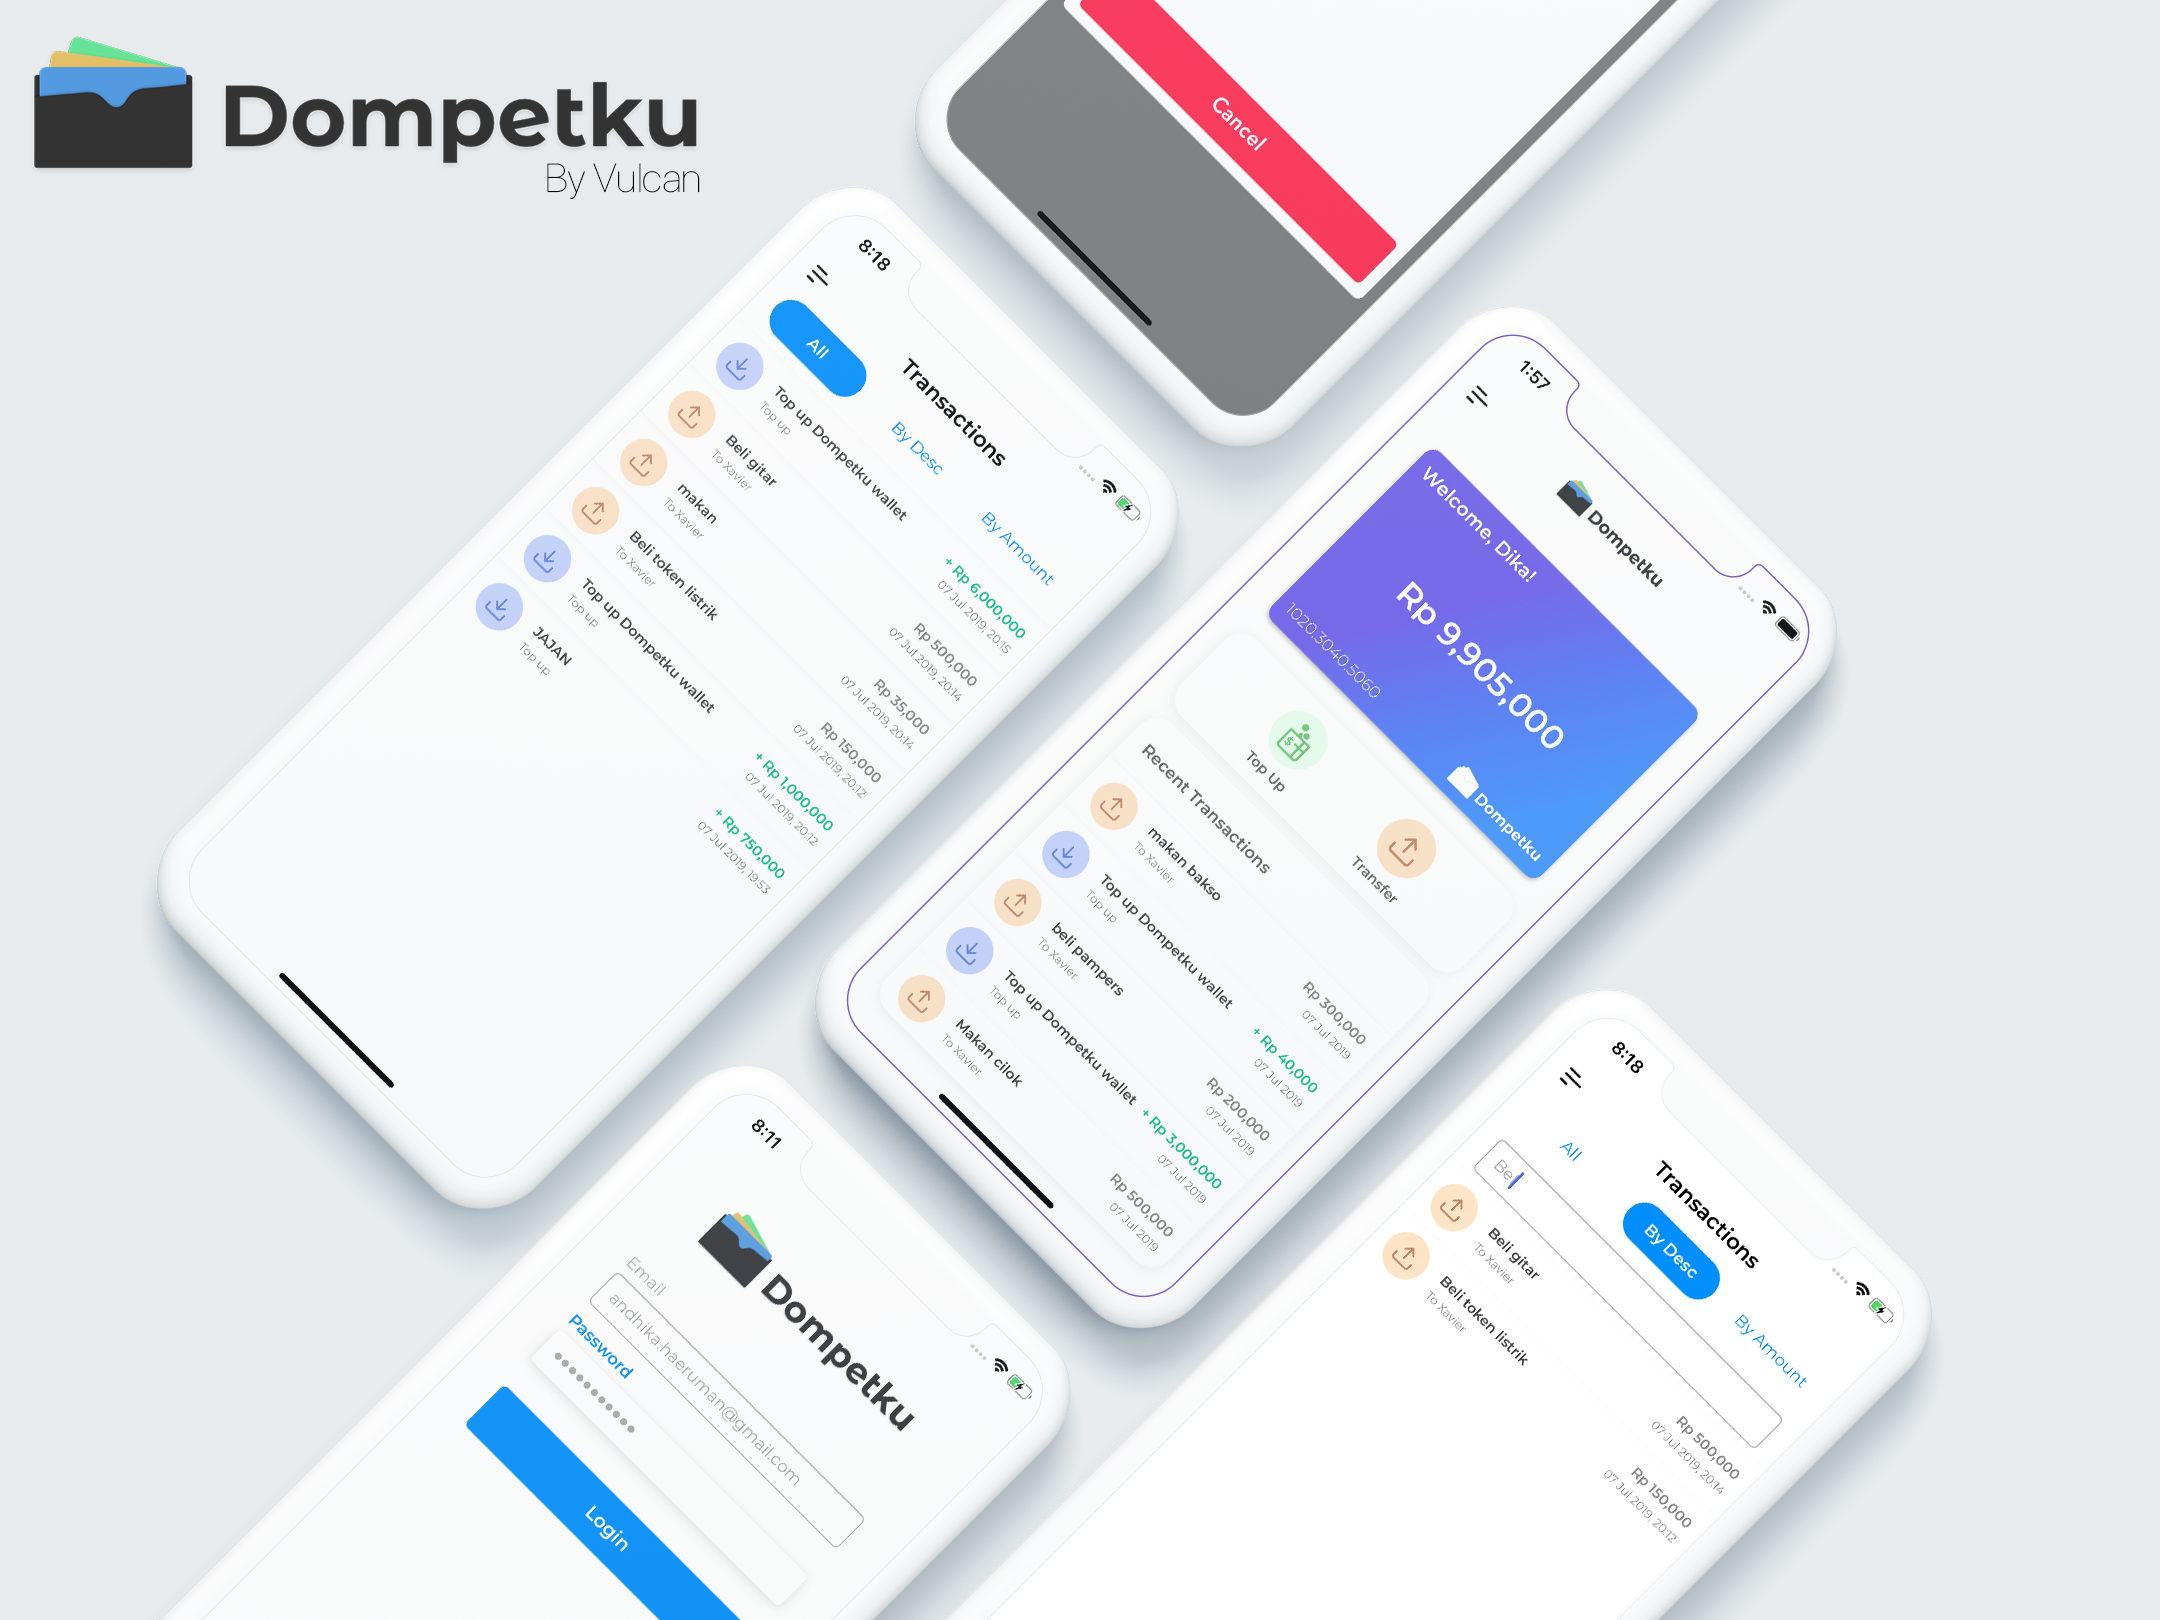 Dompetku
By Vulcan
Cancel
8:18
Transactions
All
By Desc
By Amount
Top up Dompetku wallet
Top up
+ Rp 6,000,000
07 Jul 2019, 20:15
Beli gitar
To Xavier
Rp 500,000
07 Jul 2019, 20:14
makan
To Xavier
Rp 35,000
07 Jul 2019, 20:14
Beli token listrik
To Xavier
Rp 150,000
07 Jul 2019, 20:12
Top up Dompetku wallet
Top up
+ Rp 1,000,000
07 Jul 2019, 20:12
JAJAN
Top up
+ Rp 750,000
07 Jul 2019, 19:53
1:57
Dompetku
Welcome, Dika!
Rp 9,905,000
1020.3040.5060
Dompetku
Top Up
Transfer
Recent Transactions
makan bakso
To Xavier
Rp 300,000
07 Jul 2019
Top up Dompetku wallet
Top up
+ Rp 40,000
07 Jul 2019
beli pampers
To Xavier
Rp 200,000
07 Jul 2019
Top up Dompetku wallet
Top up
+ Rp 3,000,000
07 Jul 2019
Makan cilok
To Xavier
Rp 500,000
07 Jul 2019
8:11
Dompetku
Email
andhika.haeruman@gmail.com
Password
Login
8:18
Transactions
All
By Desc
By Amount
Be
Beli gitar
To Xavier
Rp 500,000
07 Jul 2019, 20:14
Beli token listrik
To Xavier
Rp 150,000
07 Jul 2019, 20:12